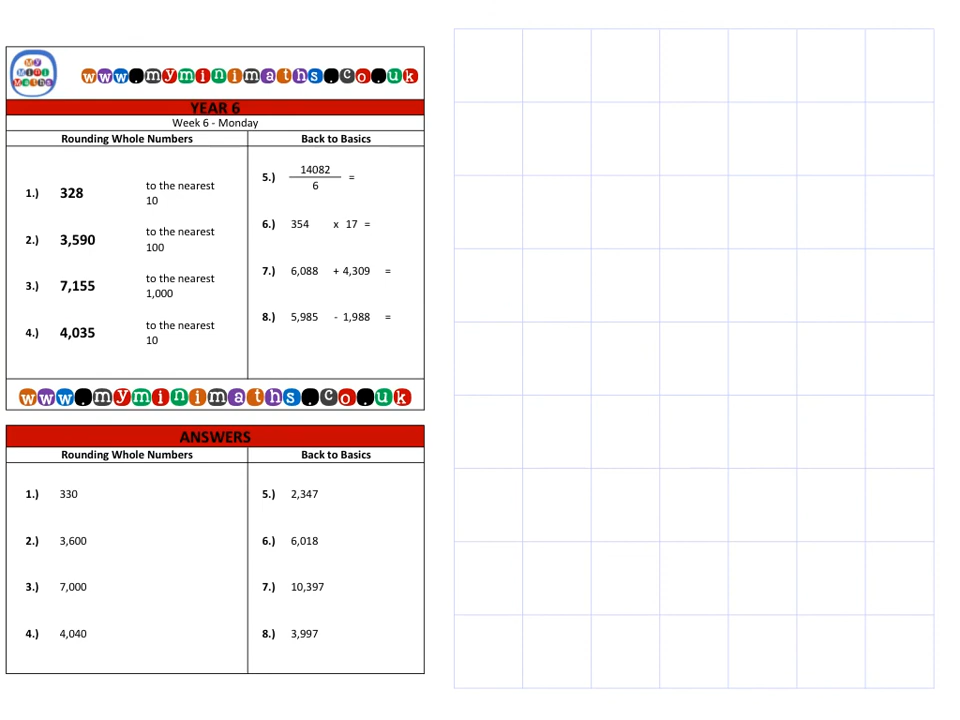 My
Mini
Maths
www.myminimaths.co.uk
YEAR 6
Week 6 - Monday
Rounding Whole Numbers Back to Basics
1.) 328 to the nearest 10
2.) 3,590 to the nearest 100
3.) 7,155 to the nearest 1,000
4.) 4,035 to the nearest 10
5.) 14082
6 =
6.) 354 x 17 =
7.) 6,088 + 4,309 =
8.) 5,985 - 1,988 =
www.myminimaths.co.uk
ANSWERS
Rounding Whole Numbers Back to Basics
1.) 330
2.) 3,600
3.) 7,000
4.) 4,040
5.) 2,347
6.) 6,018
7.) 10,397
8.) 3,997